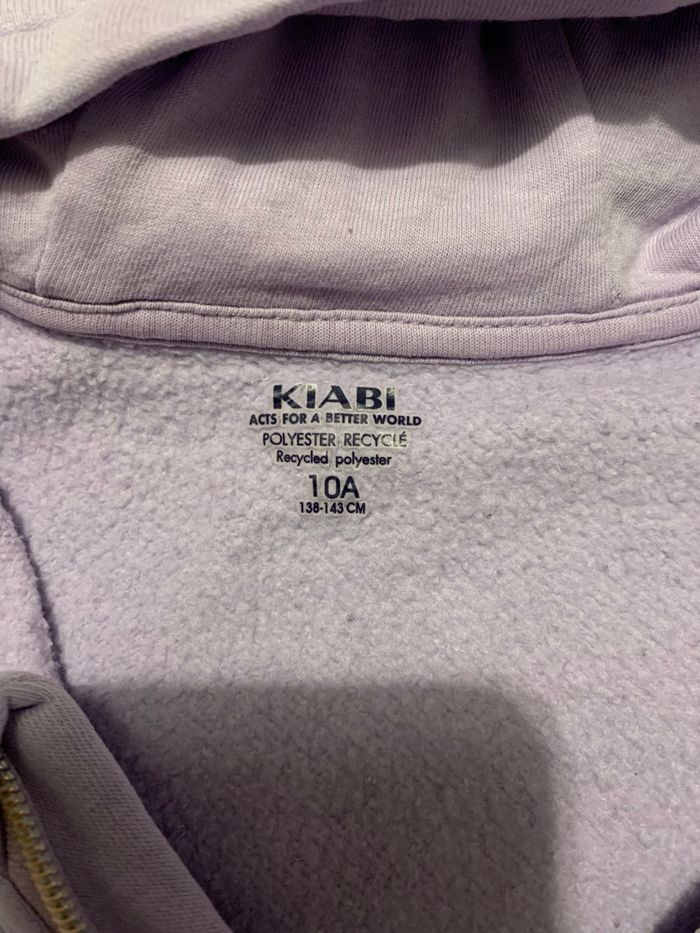 KIABI
ACTS FOR A BETTER WORLD
POLYESTER RECYCLÉ
Recycled polyester
10A
138-143 CM